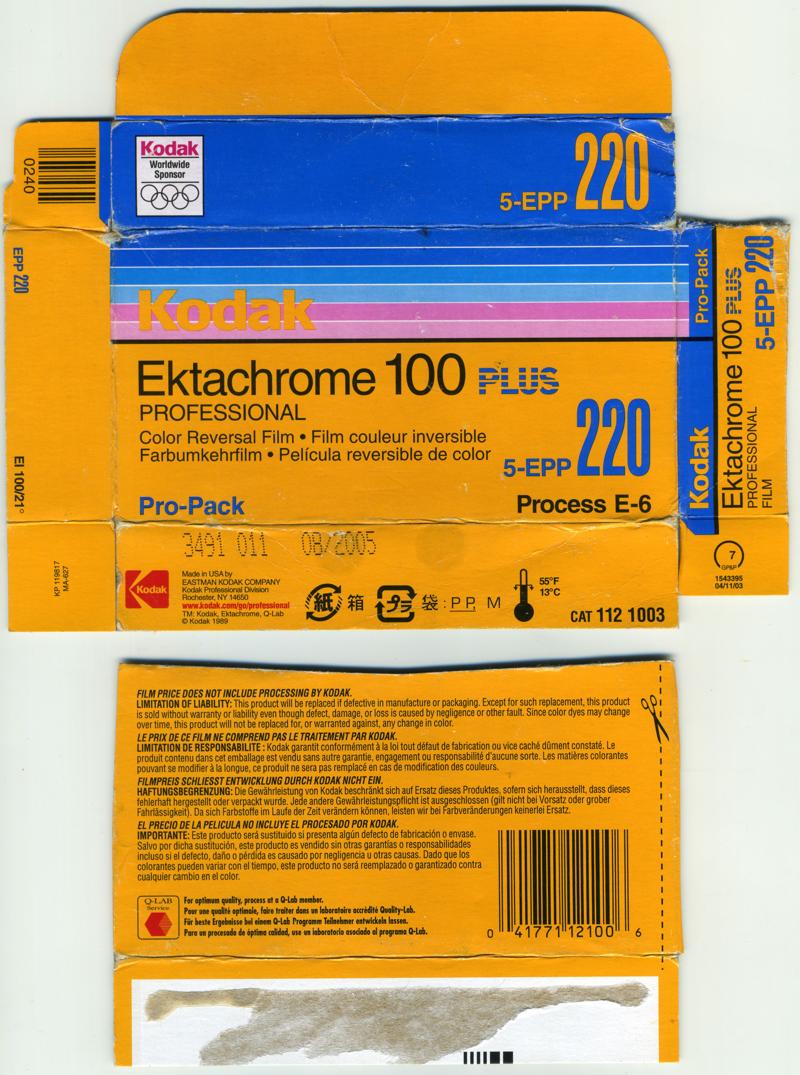 0240
Kodak
Worldwide
Sponsor
5-EPP 220
EPP 220
EI 100/21°
KP 119817
MA-627
Kodak
Ektachrome 100 PLUS
PROFESSIONAL
Color Reversal Film • Film couleur inversible
Farbumkehrfilm • Película reversible de color
5-EPP 220
Pro-Pack
Process E-6
Kodak Pro-Pack
Ektachrome 100 PLUS
PROFESSIONAL
FILM
5-EPP 220
7
GP&P
1543395
04/11/03
3491 011 08/2005
Kodak
Made in USA by
EASTMAN KODAK COMPANY
Kodak Professional Division
Rochester, NY 14650
www.kodak.com/go/professional
TM: Kodak, Ektachrome, Q-Lab
© Kodak 1989
紙 箱 プラ 袋: PP, M
55°F
13°C
CAT 112 1003
FILM PRICE DOES NOT INCLUDE PROCESSING BY KODAK.
LIMITATION OF LIABILITY: This product will be replaced if defective in manufacture or packaging. Except for such replacement, this product
is sold without warranty or liability even though defect, damage, or loss is caused by negligence or other fault. Since color dyes may change
over time, this product will not be replaced for, or warranted against, any change in color.
LE PRIX DE CE FILM NE COMPREND PAS LE TRAITEMENT PAR KODAK.
LIMITATION DE RESPONSABILITE : Kodak garantit conformément à la loi tout défaut de fabrication ou vice caché dûment constaté. Le
produit contenu dans cet emballage est vendu sans autre garantie, engagement ou responsabilité d'aucune sorte. Les matières colorantes
pouvant se modifier à la longue, ce produit ne sera pas remplacé en cas de modification des couleurs.
FILMPREIS SCHLIESST ENTWICKLUNG DURCH KODAK NICHT EIN.
HAFTUNGSBEGRENZUNG: Die Gewährleistung von Kodak beschränkt sich auf Ersatz dieses Produktes, sofern sich herausstellt, dass dieses
fehlerhaft hergestellt oder verpackt wurde. Jede andere Gewährleistungspflicht ist ausgeschlossen (gilt nicht bei Vorsatz oder grober
Fahrlässigkeit). Da sich Farbstoffe im Laufe der Zeit verändern können, leisten wir bei Farbveränderungen keinerlei Ersatz.
EL PRECIO DE LA PELICULA NO INCLUYE EL PROCESADO POR KODAK.
IMPORTANTE: Este producto será sustituido si presenta algún defecto de fabricación o envase.
Salvo por dicha sustitución, este producto es vendido sin otras garantías o responsabilidades
incluso si el defecto, daño o pérdida es causado por negligencia u otras causas. Dado que los
colorantes pueden variar con el tiempo, este producto no será reemplazado o garantizado contra
cualquier cambio en el color.
Q-LAB
Service
For optimum quality, process at a Q-Lab member.
Pour une qualité optimale, faire traiter dans un laboratoire accrédité Quality-Lab.
Für beste Ergebnisse bei einem Q-Lab Programm Teilnehmer entwickeln lassen.
Para un procesado de óptima calidad, use un laboratorio asociado al programa Q-Lab.
0 41771 12100 6